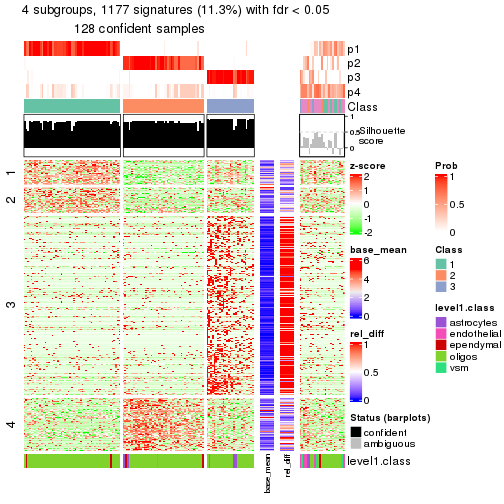 4 subgroups, 1177 signatures (11.3%) with fdr < 0.05
128 confident samples
p1
p2
p3
p4
Class
1
0.5
0
Silhouette
score
1
2
3
4
z-score
2
1
0
-1
-2
Prob
1
0.5
0
base_mean
6
4
2
0
Class
1
2
3
rel_diff
1
0.5
0
level1.class
astrocytes
endothelial
ependymal
oligos
vsm
Status (barplots)
confident
ambiguous
level1.class
base_mean
rel_diff